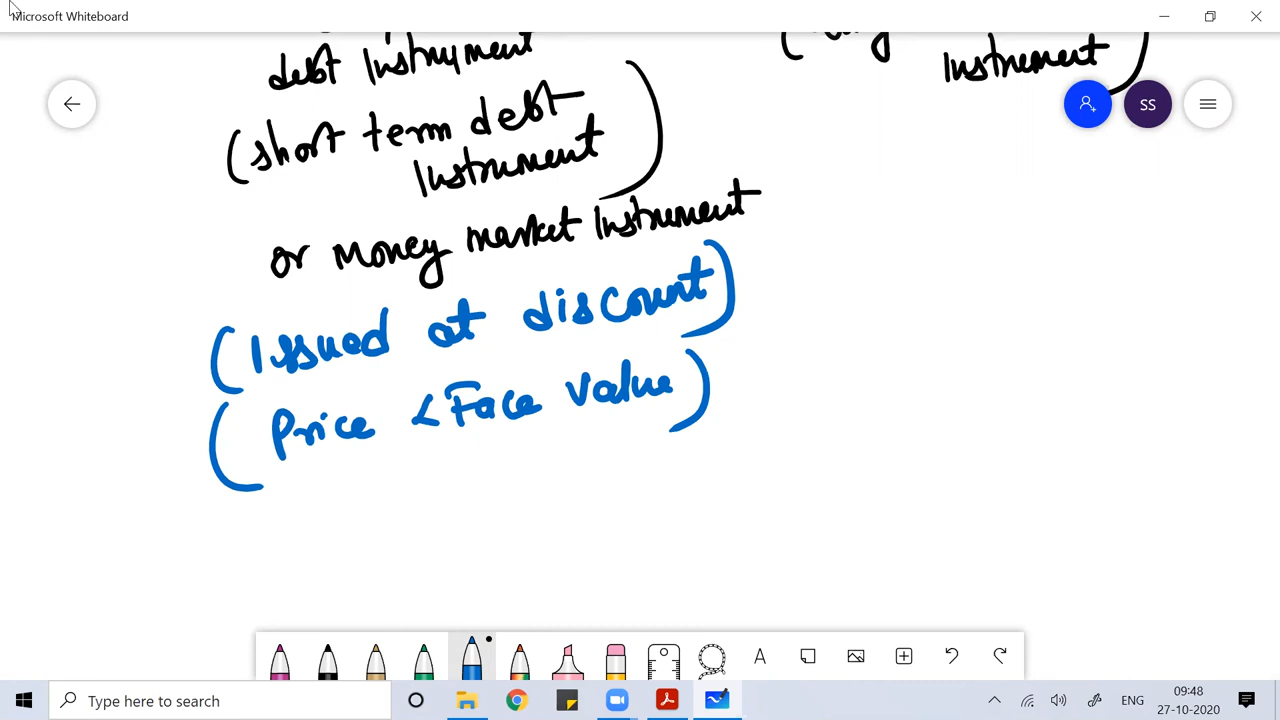 Microsoft Whiteboard
debt Instryment
Instrument)
(short term debt
Instrument)
or money market Instrument
SS
(Issued at discount)
(Price < Face value)
A
Type here to search
ENG
09:48
27-10-2020